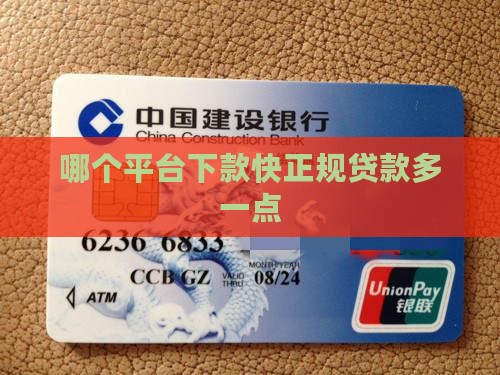 中国建设银行
China Construction Bank
哪个平台下款快正规贷款多
一点
6236 6833
CCB GZ VALID THRU MONTH/YEAR 08/24
ATM
UnionPay
银联